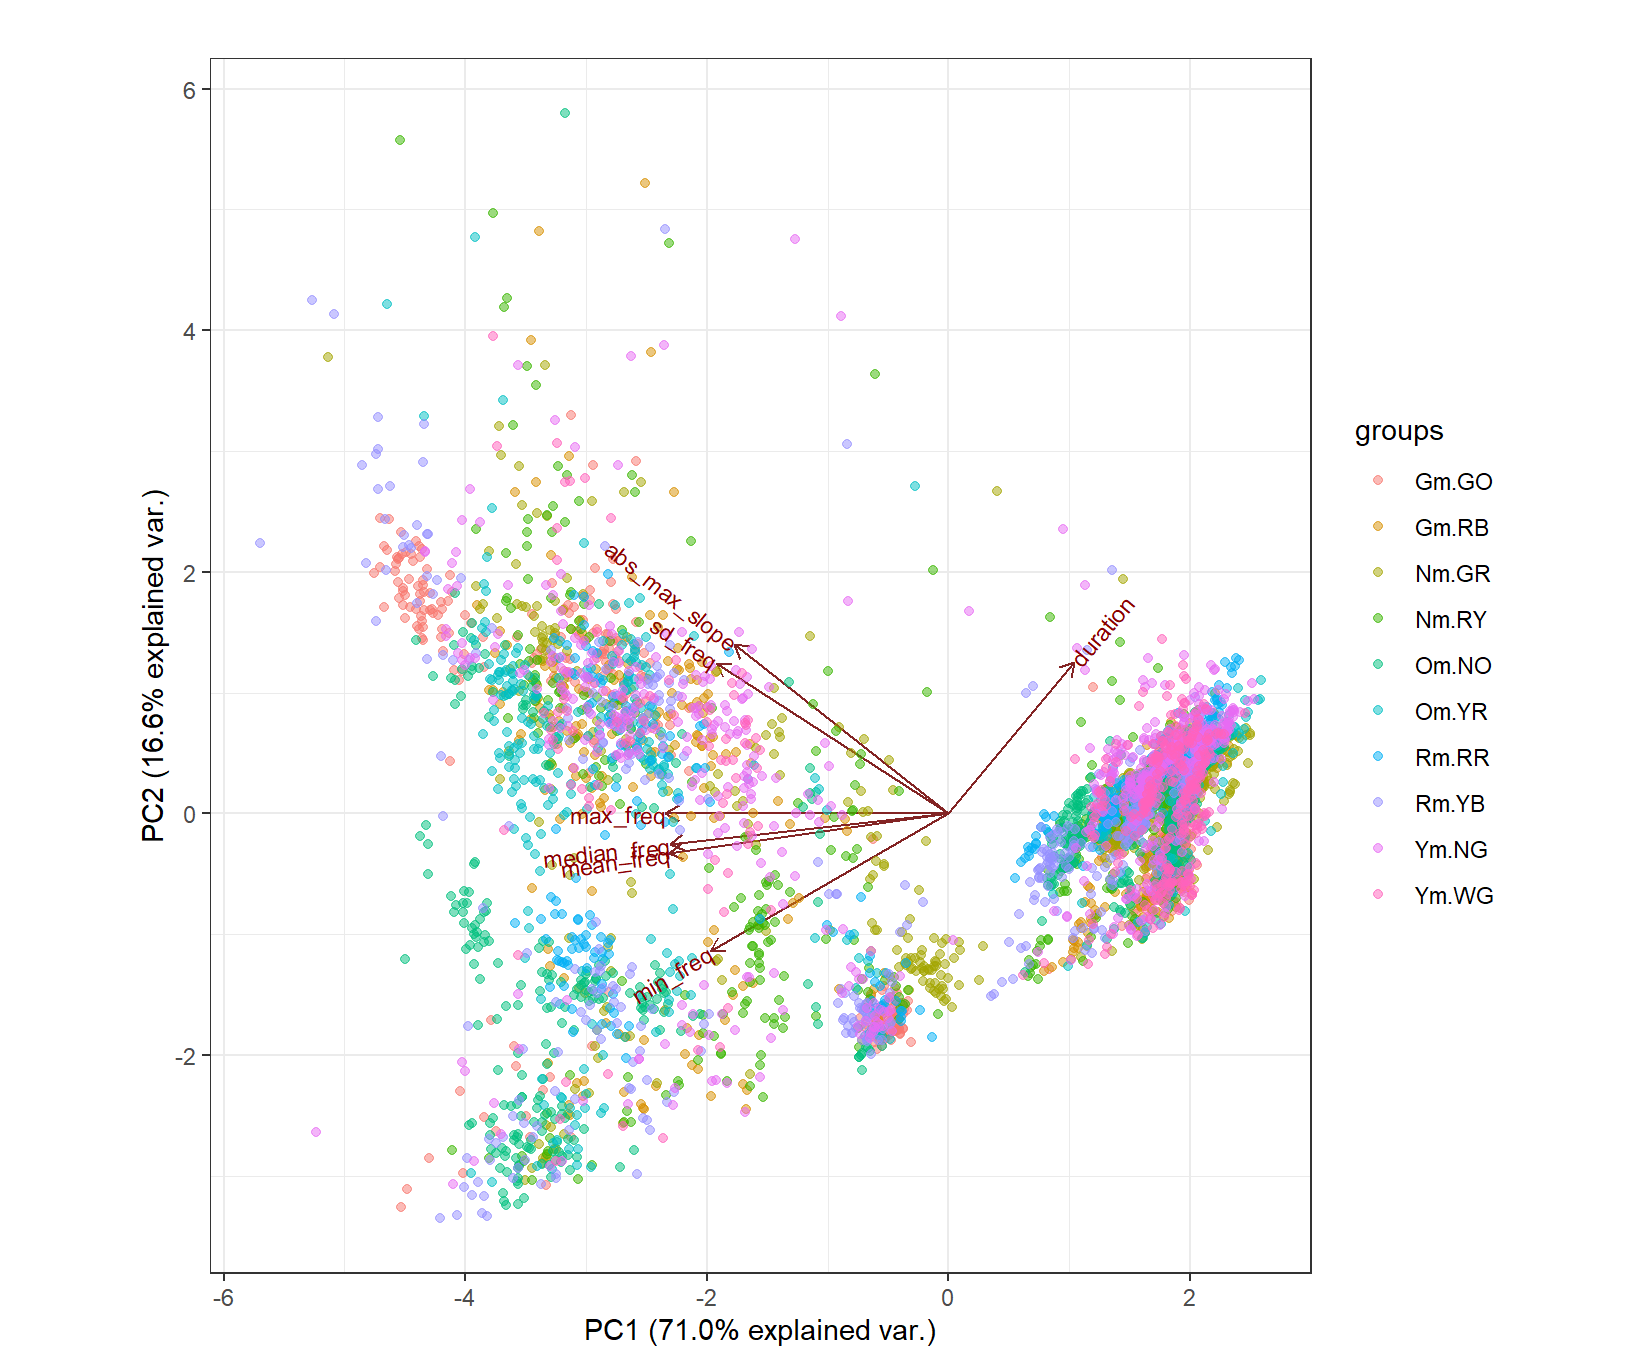 6
4
2
0
-2
PC2 (16.6% explained var.)
abs_max_slope
sd_freq
duration
max_freq
median_freq
mean_freq
min_freq
-6
-4
-2
0
2
PC1 (71.0% explained var.)
groups
Gm.GO
Gm.RB
Nm.GR
Nm.RY
Om.NO
Om.YR
Rm.RR
Rm.YB
Ym.NG
Ym.WG